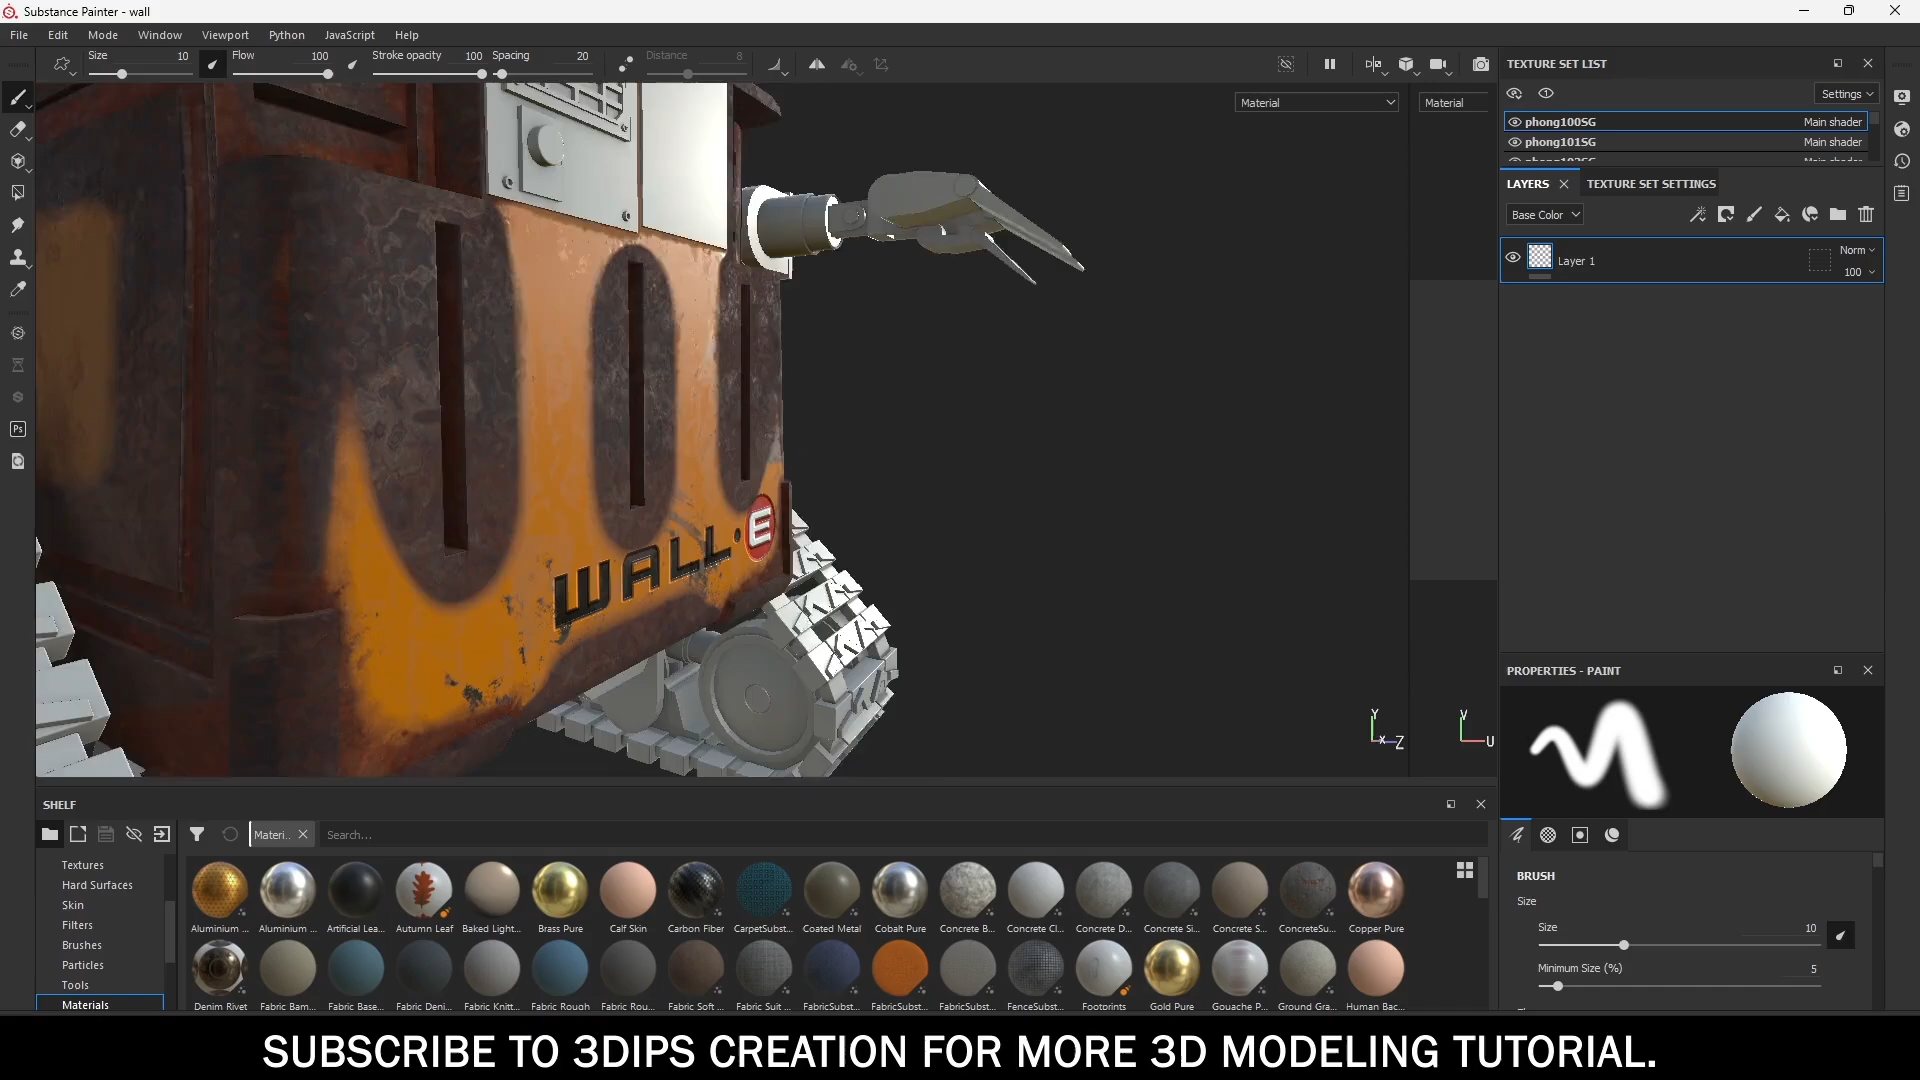 Substance Painter - wall
File Edit Mode Window Viewport Python JavaScript Help
Size 10 Flow 100 Stroke opacity 100 Spacing 20 Distance 8
Material
Material
TEXTURE SET LIST
Settings
phong100SG Main shader
phong101SG Main shader
LAYERS TEXTURE SET SETTINGS
Base Color
Layer 1
Norm
100
WALL·E
Y
X
Z
V
U
PROPERTIES - PAINT
BRUSH
Size
Size 10
Minimum Size (%) 5
Ps
SHELF
Materi..
Search...
Textures
Hard Surfaces
Skin
Filters
Brushes
Particles
Tools
Materials
Aluminium ... Aluminium ... Artificial Lea... Autumn Leaf Baked Light... Brass Pure Calf Skin Carbon Fiber CarpetSubst... Coated Metal Cobalt Pure Concrete B... Concrete Cl... Concrete D... Concrete Si... Concrete S... ConcreteSu... Copper Pure
Denim Rivet Fabric Bam... Fabric Base... Fabric Deni... Fabric Knitt... Fabric Rough Fabric Rou... Fabric Soft ... Fabric Suit ... FabricSubst... FabricSubst... FabricSubst... FenceSubst... Footprints Gold Pure Gouache P... Ground Gra... Human Bac...
SUBSCRIBE TO 3DIPS CREATION FOR MORE 3D MODELING TUTORIAL.